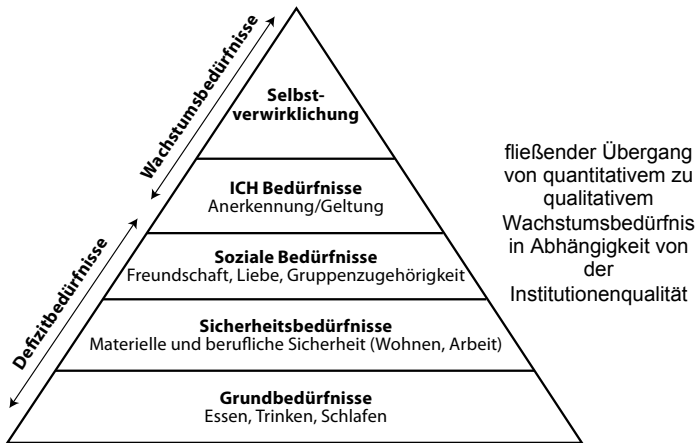 Wachstumsbedürfnisse
Defizitbedürfnisse
Selbst-
verwirklichung
ICH Bedürfnisse
Anerkennung/Geltung
Soziale Bedürfnisse
Freundschaft, Liebe, Gruppenzugehörigkeit
Sicherheitsbedürfnisse
Materielle und berufliche Sicherheit (Wohnen, Arbeit)
Grundbedürfnisse
Essen, Trinken, Schlafen
fließender Übergang
von quantitativem zu
qualitativem
Wachstumsbedürfnis
in Abhängigkeit von
der
Institutionenqualität